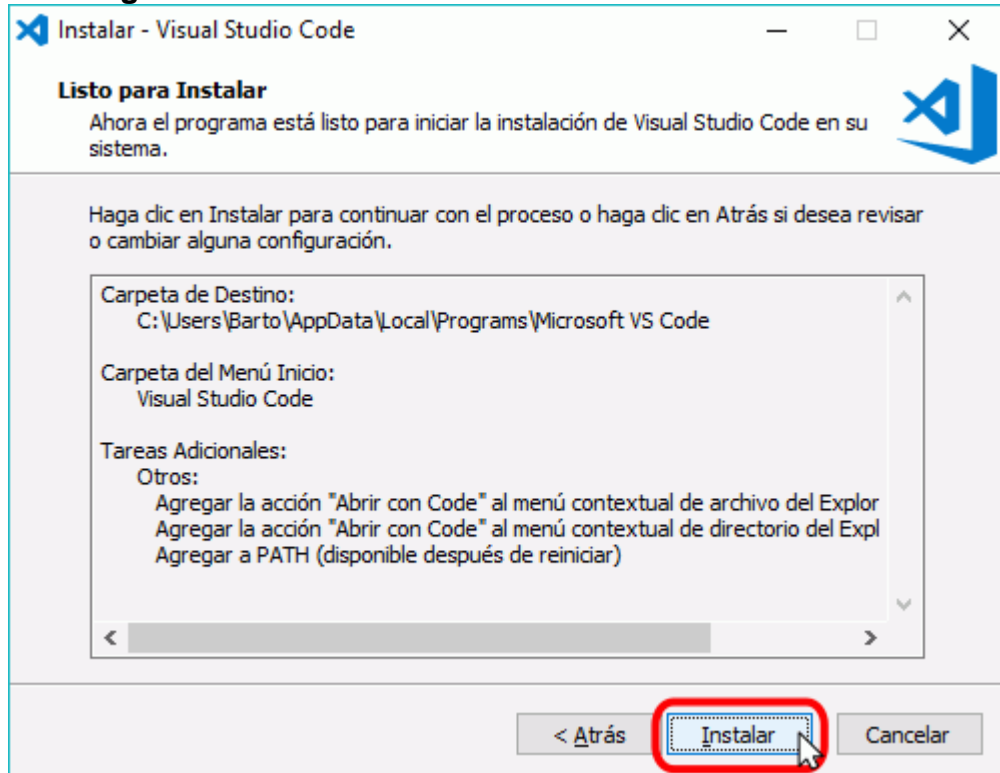 Instalar - Visual Studio Code
Listo para Instalar
Ahora el programa está listo para iniciar la instalación de Visual Studio Code en su
sistema.
Haga clic en Instalar para continuar con el proceso o haga clic en Atrás si desea revisar
o cambiar alguna configuración.
Carpeta de Destino:
C:\Users\Barto\AppData\Local\Programs\Microsoft VS Code
Carpeta del Menú Inicio:
Visual Studio Code
Tareas Adicionales:
Otros:
Agregar la acción "Abrir con Code" al menú contextual de archivo del Explor
Agregar la acción "Abrir con Code" al menú contextual de directorio del Expl
Agregar a PATH (disponible después de reiniciar)
< Atrás Instalar Cancelar